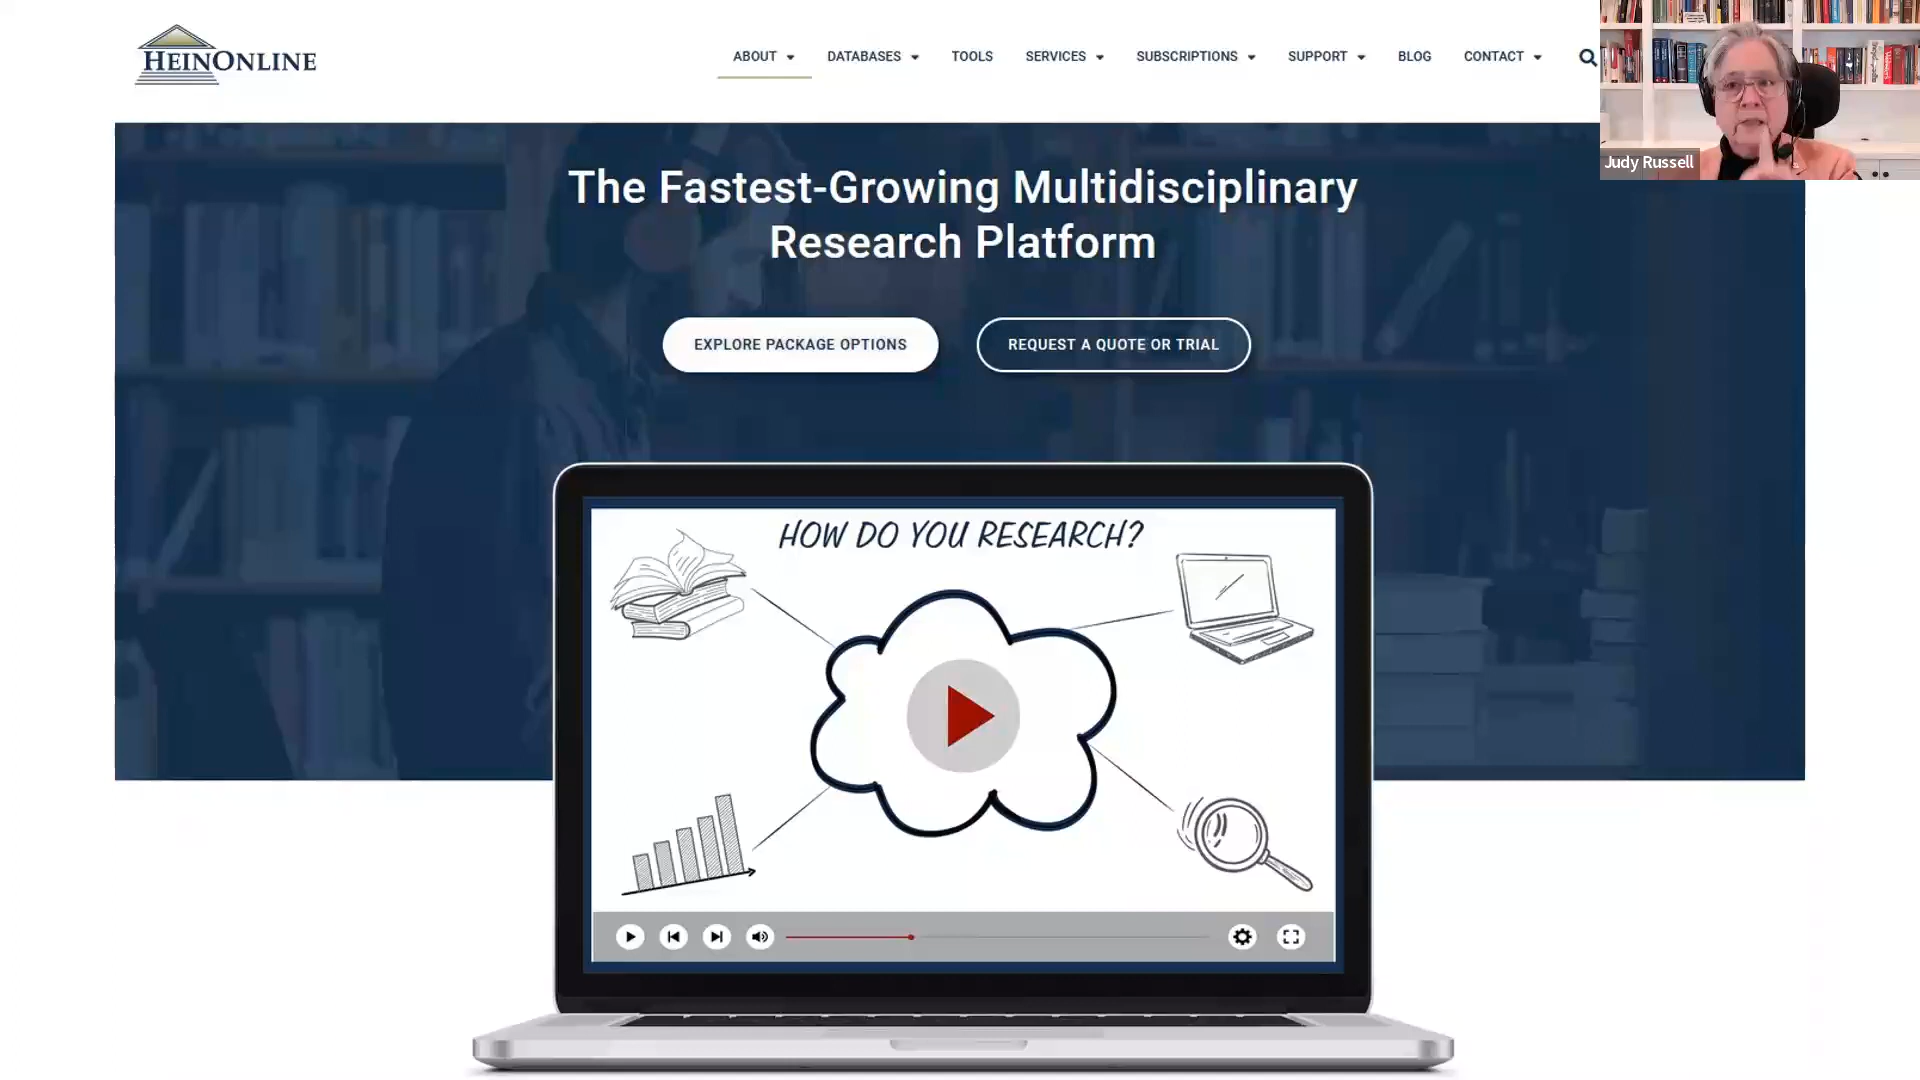 HEINONLINE
ABOUT
DATABASES
TOOLS
SERVICES
SUBSCRIPTIONS
SUPPORT
BLOG
CONTACT
Judy Russell
The Fastest-Growing Multidisciplinary
Research Platform
EXPLORE PACKAGE OPTIONS
REQUEST A QUOTE OR TRIAL
HOW DO YOU RESEARCH?